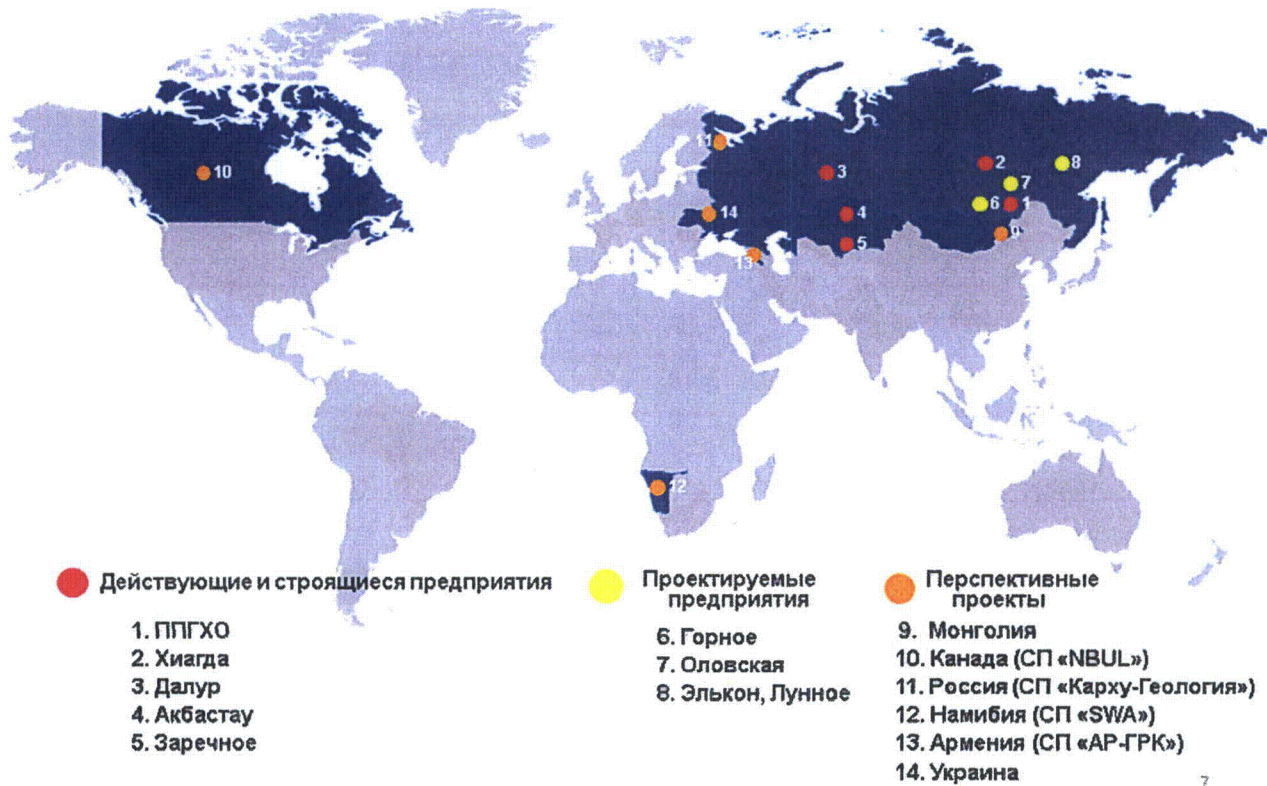 11
10
3
2
8
7
6
1
14
4
9
5
13
12
Действующие и строящиеся предприятия
1. ППГХО
2. Хиагда
3. Далур
4. Акбастау
5. Заречное
Проектируемые
предприятия
6. Горное
7. Оловская
8. Элькон, Лунное
Перспективные
проекты
9. Монголия
10. Канада (СП «NBUL»)
11. Россия (СП «Карху-Геология»)
12. Намибия (СП «SWA»)
13. Армения (СП «АР-ГРК»)
14. Украина
7